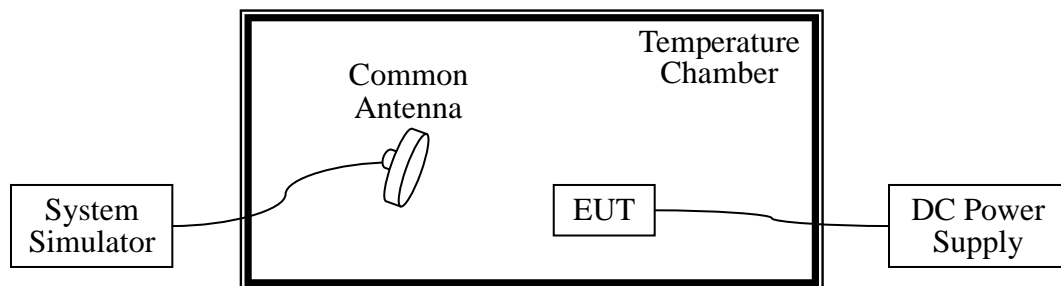 Temperature
Chamber
Common
Antenna
System
Simulator
EUT
DC Power
Supply